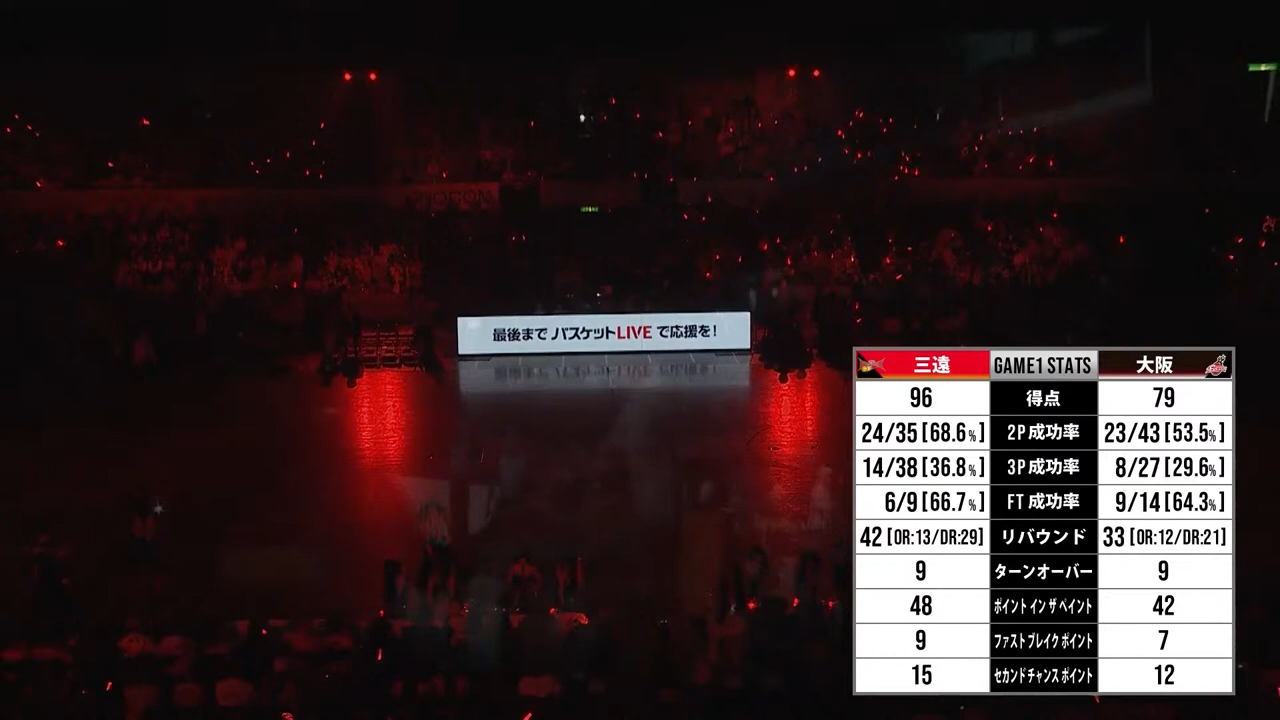 最後まで バスケットLIVE で応援を!
三遠 GAME1 STATS 大阪
96 得点 79
24/35 [68.6%] 2P成功率 23/43 [53.5%]
14/38 [36.8%] 3P成功率 8/27 [29.6%]
6/9 [66.7%] FT成功率 9/14 [64.3%]
42 [OR:13/DR:29] リバウンド 33 [OR:12/DR:21]
9 ターンオーバー 9
48 ポイントインザペイント 42
9 ファストブレイクポイント 7
15 セカンドチャンスポイント 12